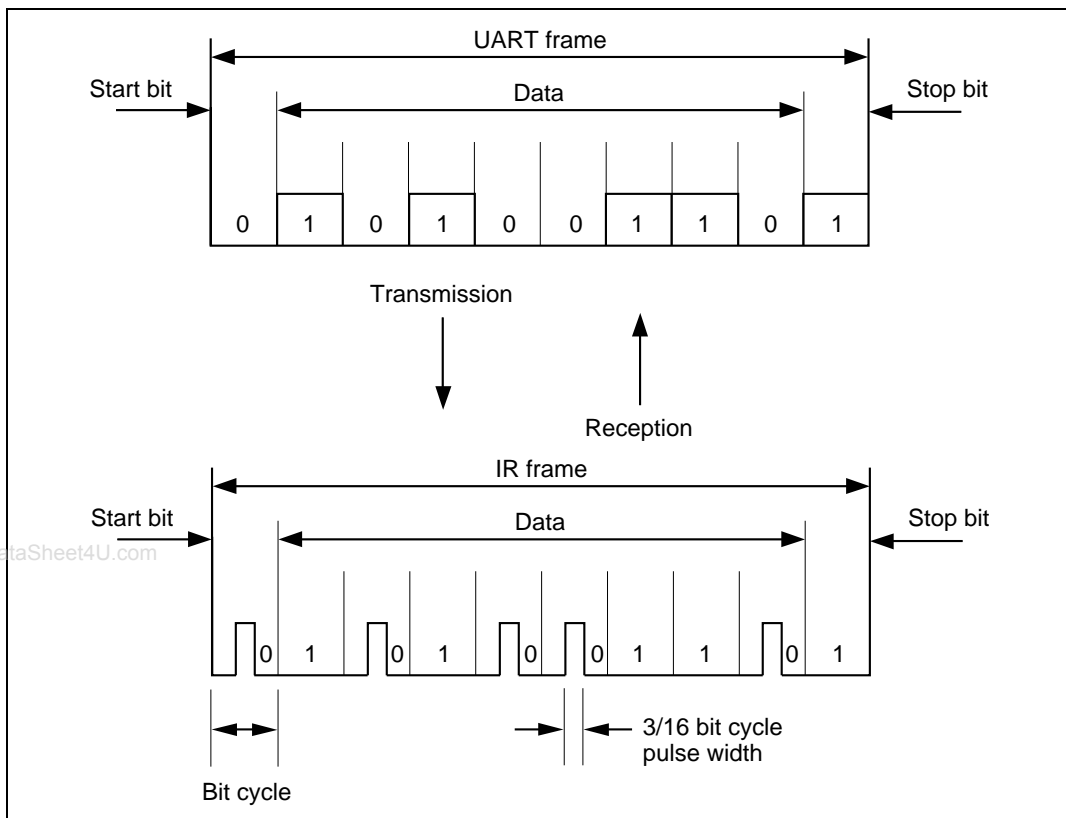 UART frame
Start bit
Data
Stop bit
0 1 0 1 0 0 1 1 0 1
Transmission
Reception
IR frame
Start bit
Data
Stop bit
ataSheet4U.com
0 1 0 1 0 0 1 1 0 1
3/16 bit cycle
pulse width
Bit cycle